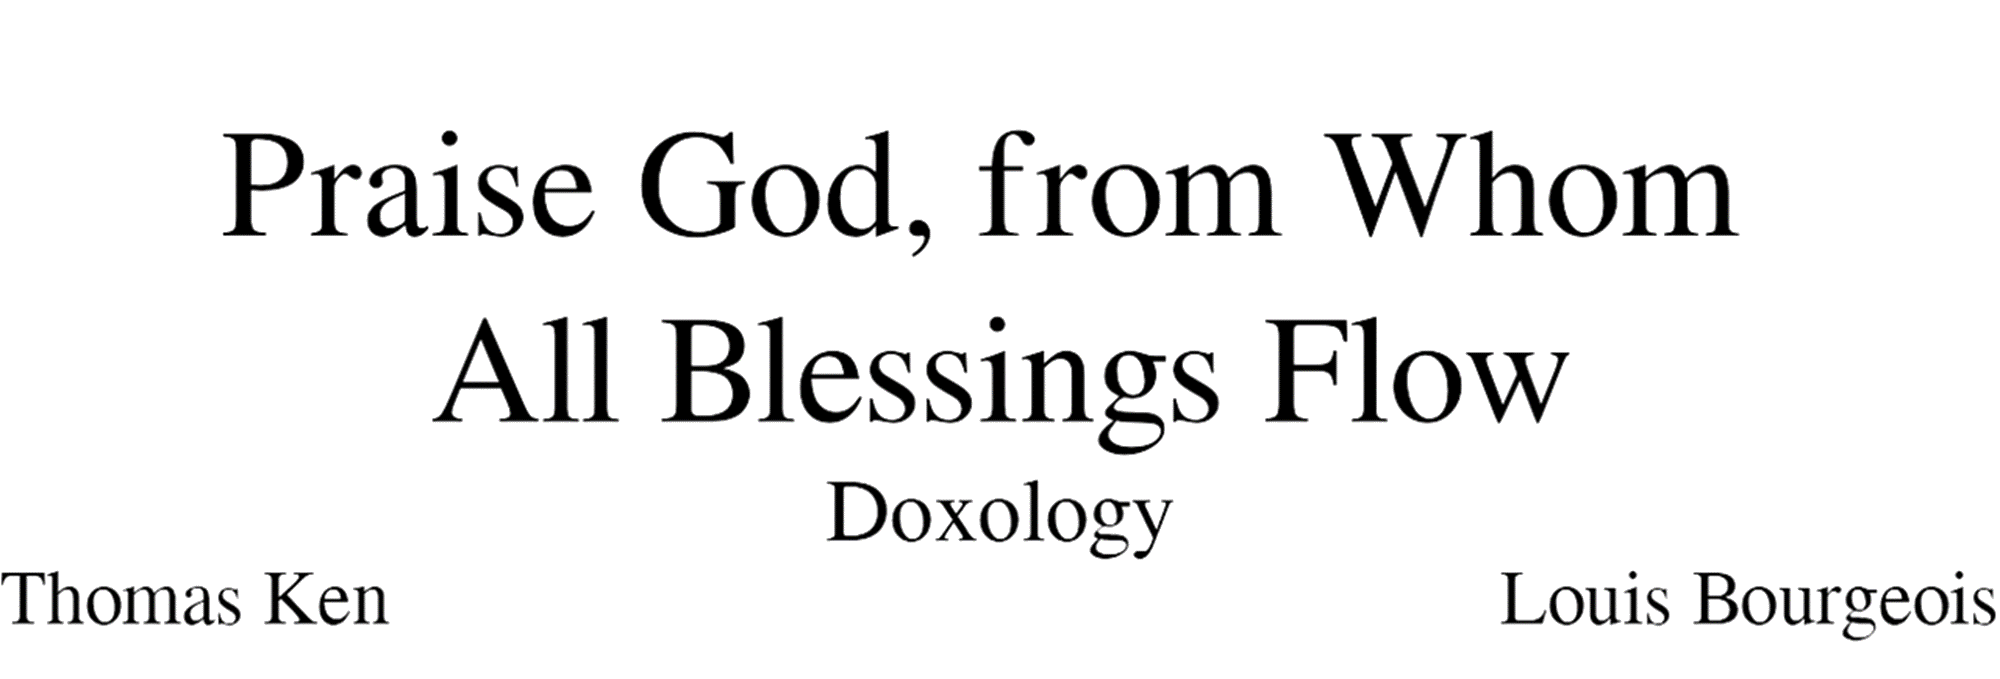 Praise God, from Whom
All Blessings Flow
Doxology
Thomas Ken
Louis Bourgeois